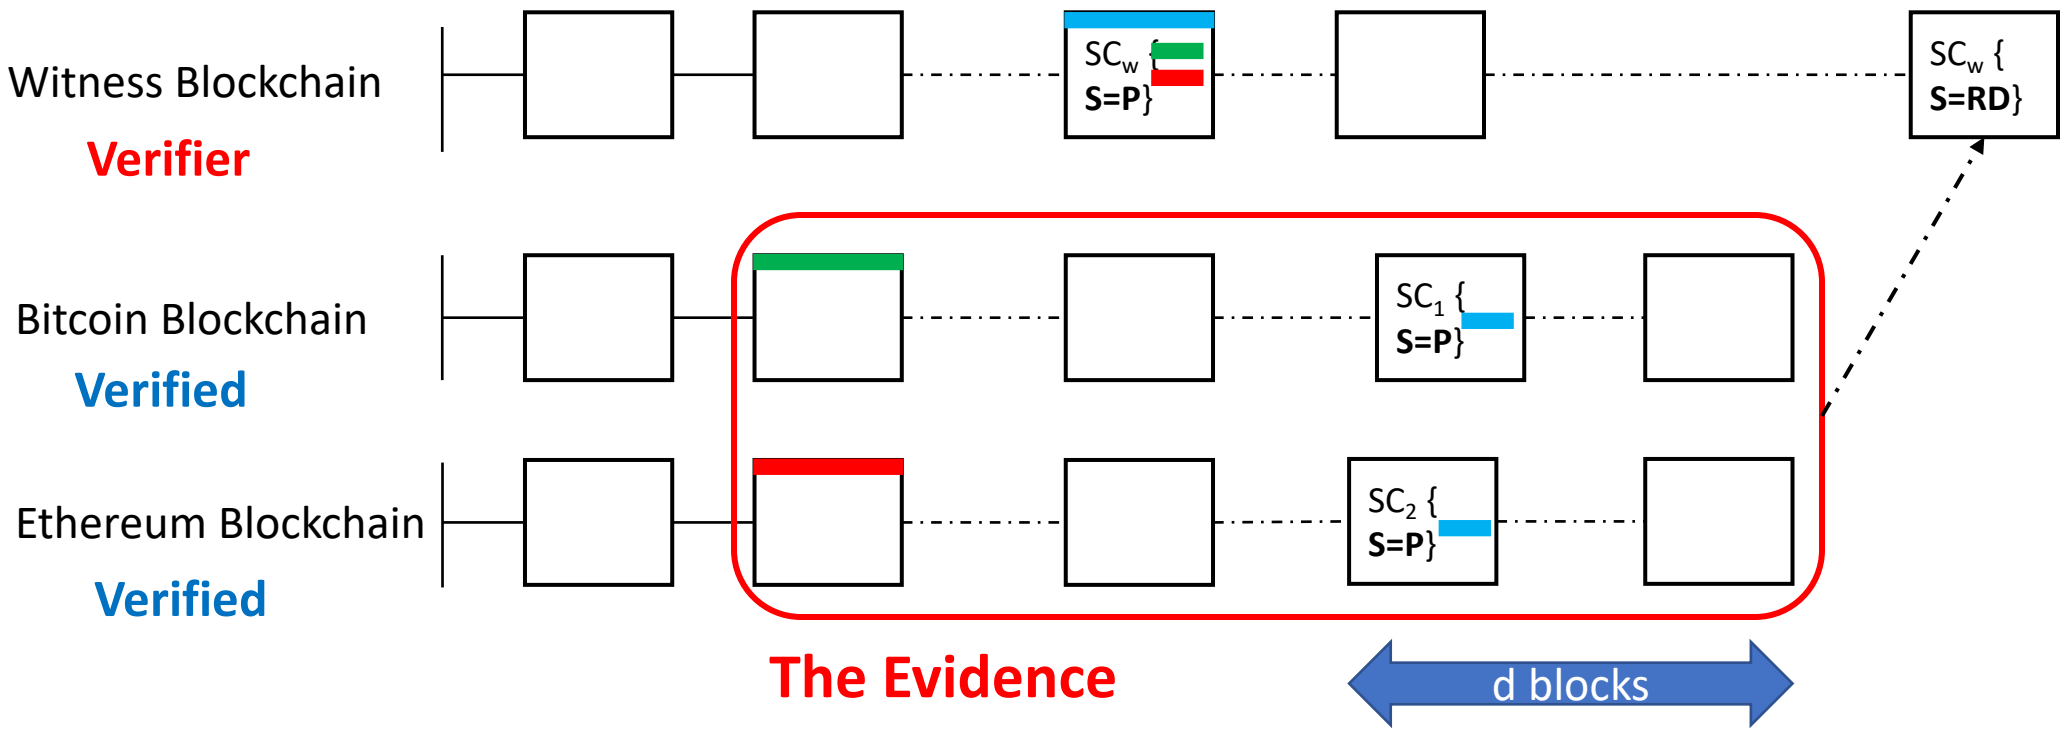 Witness Blockchain
Verifier
SCw {
S=P}
SCw {
S=RD}
Bitcoin Blockchain
Verified
SC1 {
S=P}
Ethereum Blockchain
Verified
SC2 {
S=P}
The Evidence
d blocks